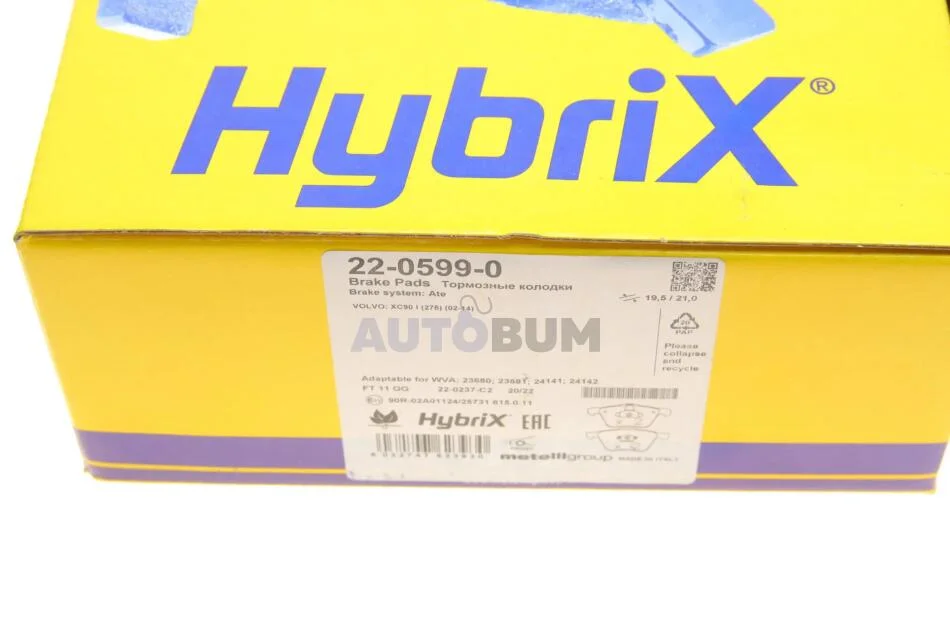 HybriX®
22-0599-0
Brake Pads Тормозные колодки
Brake system: Ate
19,5 / 21,0
VOLVO: XC90 I (275) (02-14)
AUTOBUM
20
PAP
Please
collapse
and
recycle
Adaptable for WVA: 23680; 23681; 24141; 24142
FT 11 GG 22-0237-C2 20/22
90R-02A01124/25731 615.0.11
HybriX EAC
metelligroup MADE IN ITALY